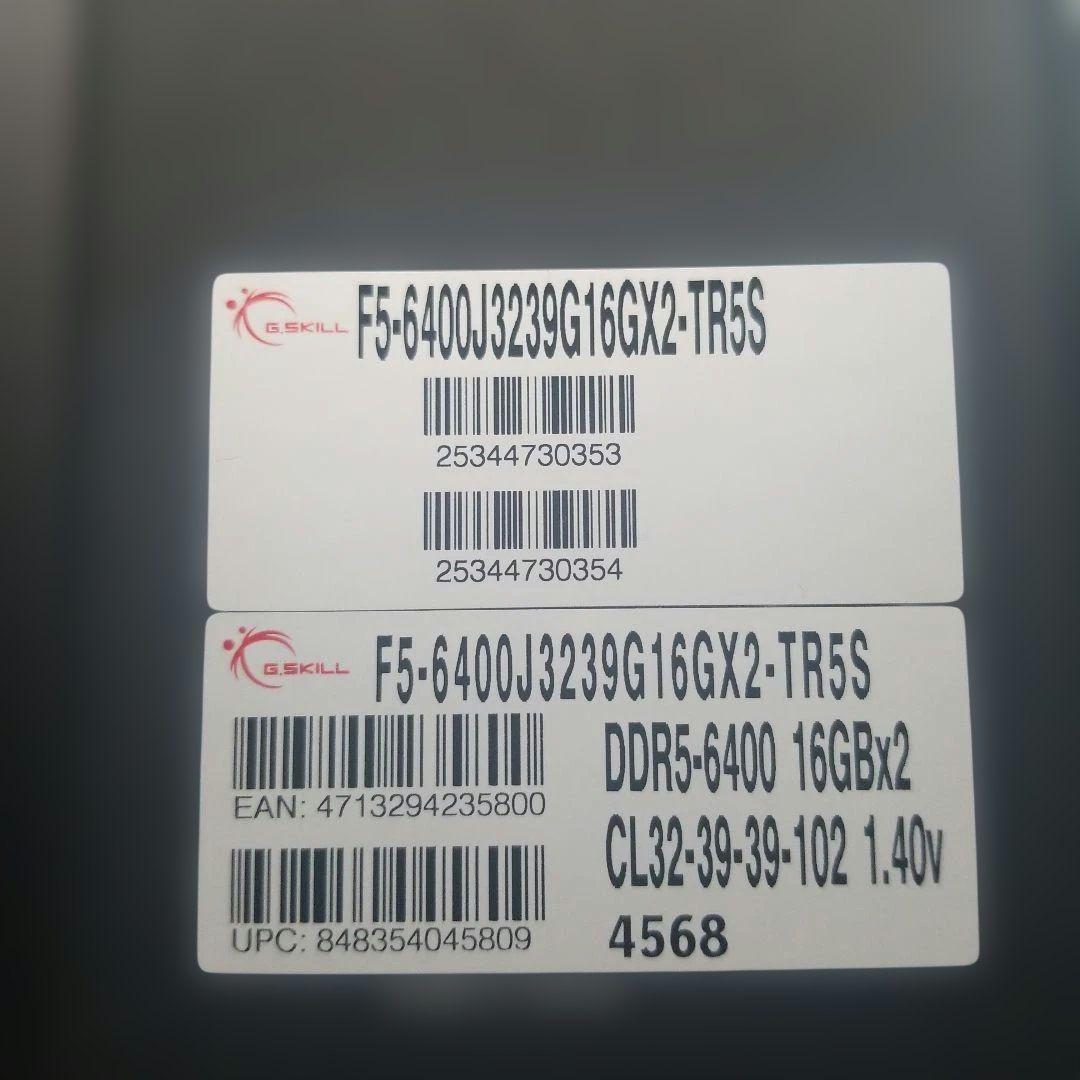 G.SKILL F5-6400J3239G16GX2-TR5S
25344730353
25344730354
G.SKILL F5-6400J3239G16GX2-TR5S
DDR5-6400 16GBx2
EAN: 4713294235800
CL32-39-39-102 1.40v
UPC: 848354045809
4568